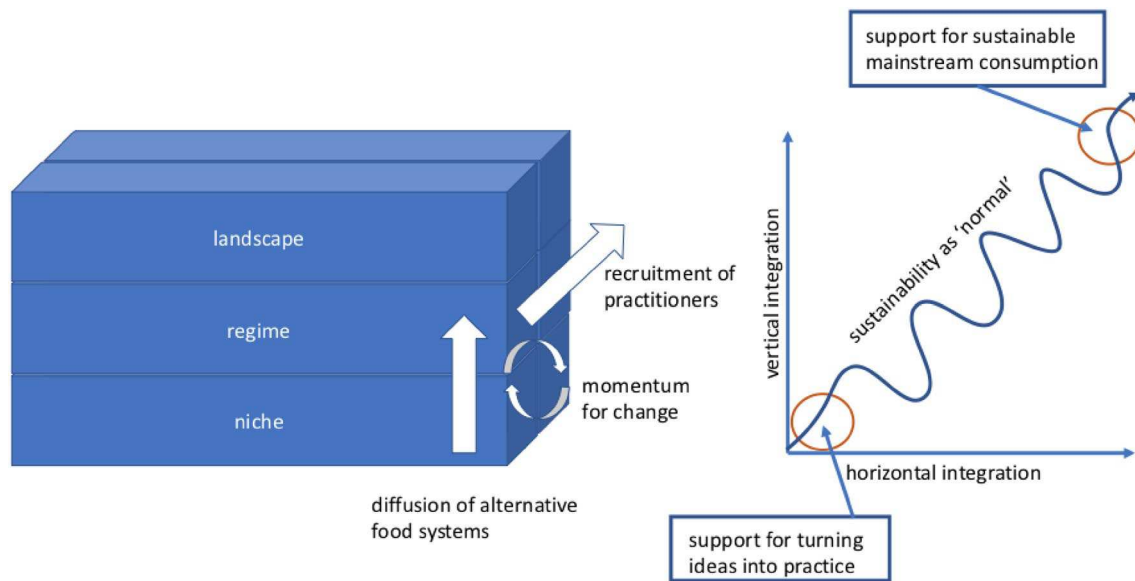 landscape
regime
niche
recruitment of
practitioners
momentum
for change
diffusion of alternative
food systems
support for sustainable
mainstream consumption
vertical integration
sustainability as ‘normal’
horizontal integration
support for turning
ideas into practice